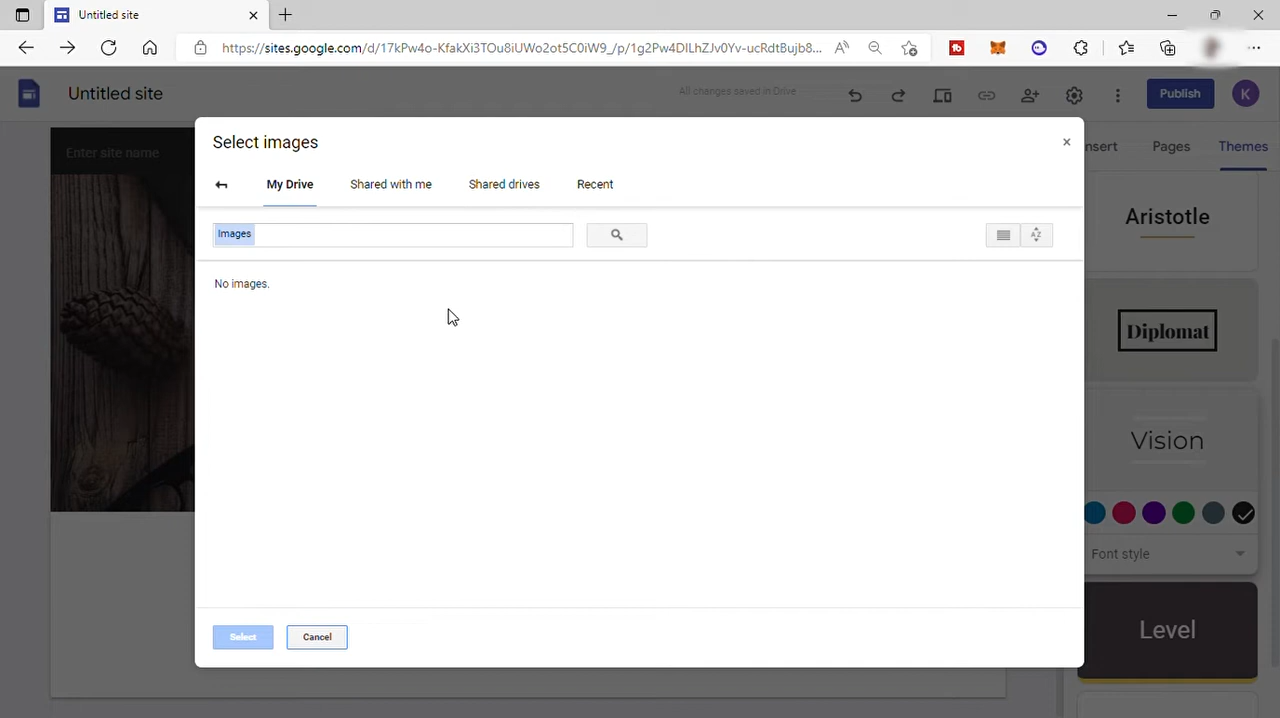 Untitled site
https://sites.google.com/d/17kPw4o-KfakXi3TOu8iUWo2ot5C0iW9_/p/1g2Pw4DlLhZJv0Yv-ucRdtBujb8...
Untitled site
All changes saved in Drive
Publish
K
Enter site name
Select images
My Drive
Shared with me
Shared drives
Recent
Images
No images.
Select
Cancel
nsert
Pages
Themes
Aristotle
Diplomat
Vision
Font style
Level